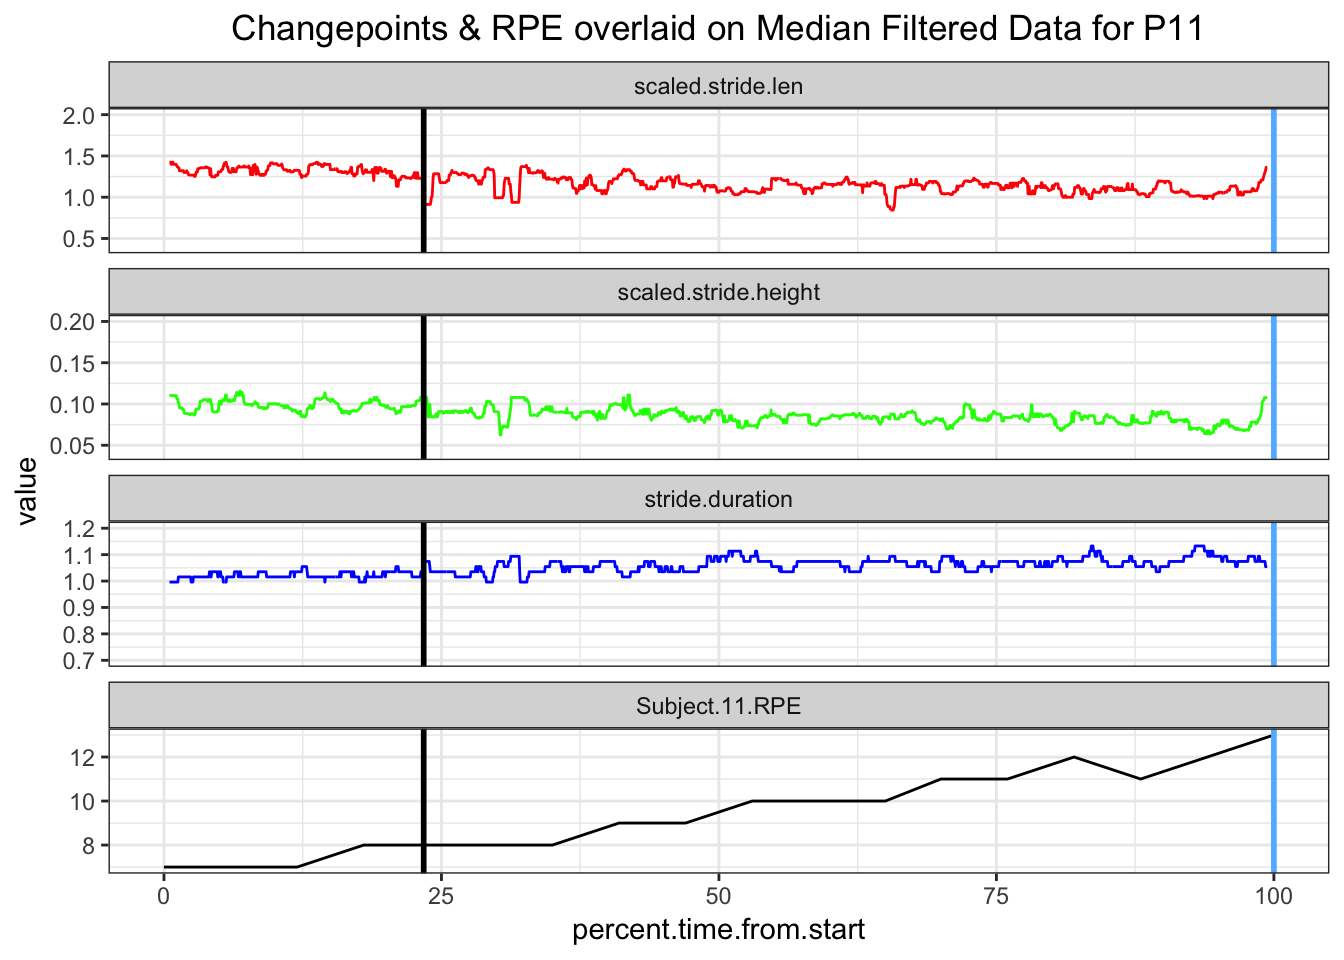 Changepoints & RPE overlaid on Median Filtered Data for P11
scaled.stride.len
2.0
1.5
1.0
0.5
scaled.stride.height
0.20
0.15
0.10
0.05
value
stride.duration
1.2
1.1
1.0
0.9
0.8
0.7
Subject.11.RPE
12
10
8
0 25 50 75 100
percent.time.from.start